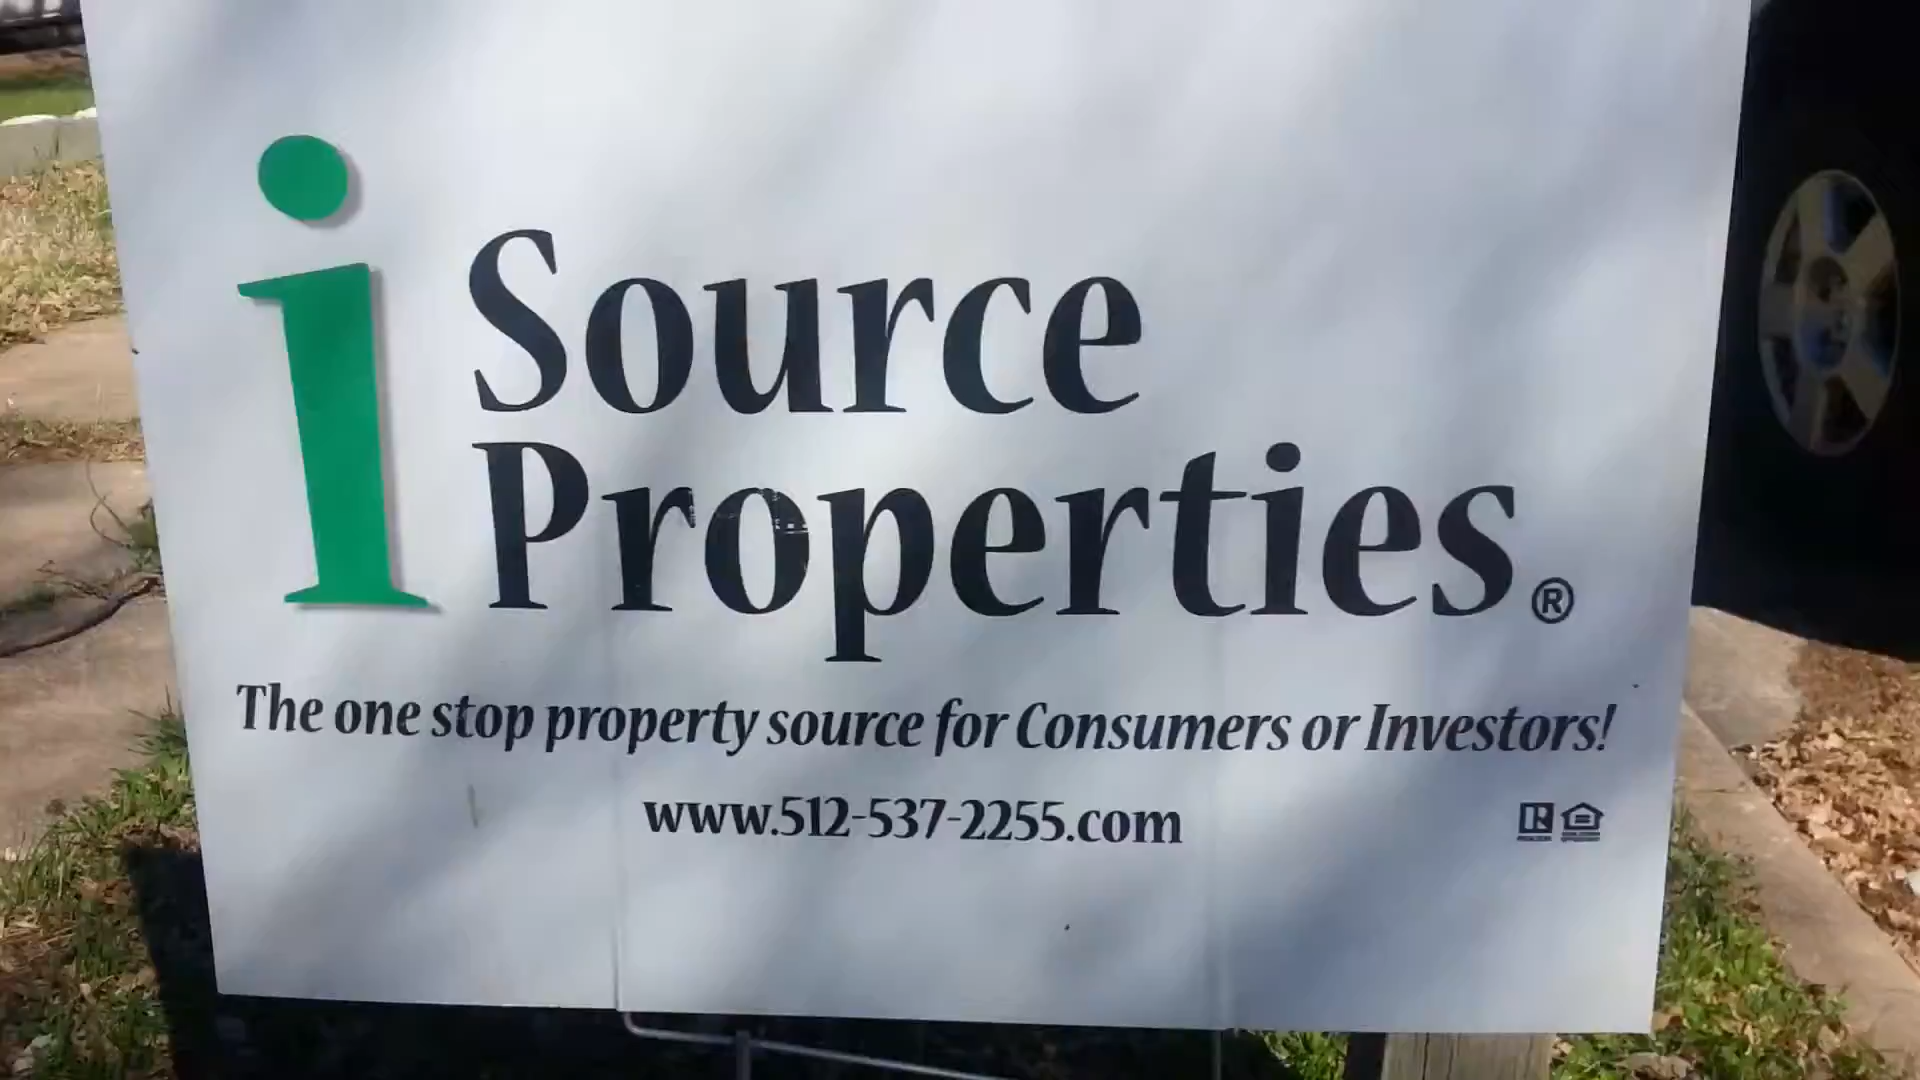 i Source
Properties®
The one stop property source for Consumers or Investors!
www.512-537-2255.com